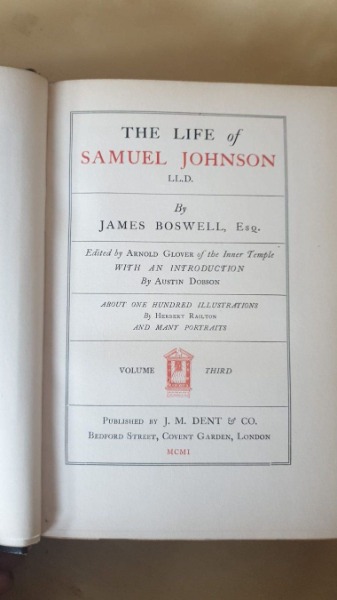 THE LIFE of
SAMUEL JOHNSON
LL.D.
By
JAMES BOSWELL, Esq.
Edited by Arnold Glover of the Inner Temple
WITH AN INTRODUCTION
By Austin Dobson
ABOUT ONE HUNDRED ILLUSTRATIONS
By Herbert Railton
AND MANY PORTRAITS
VOLUME THIRD
Published by J. M. DENT & CO.
Bedford Street, Covent Garden, London
MCMI